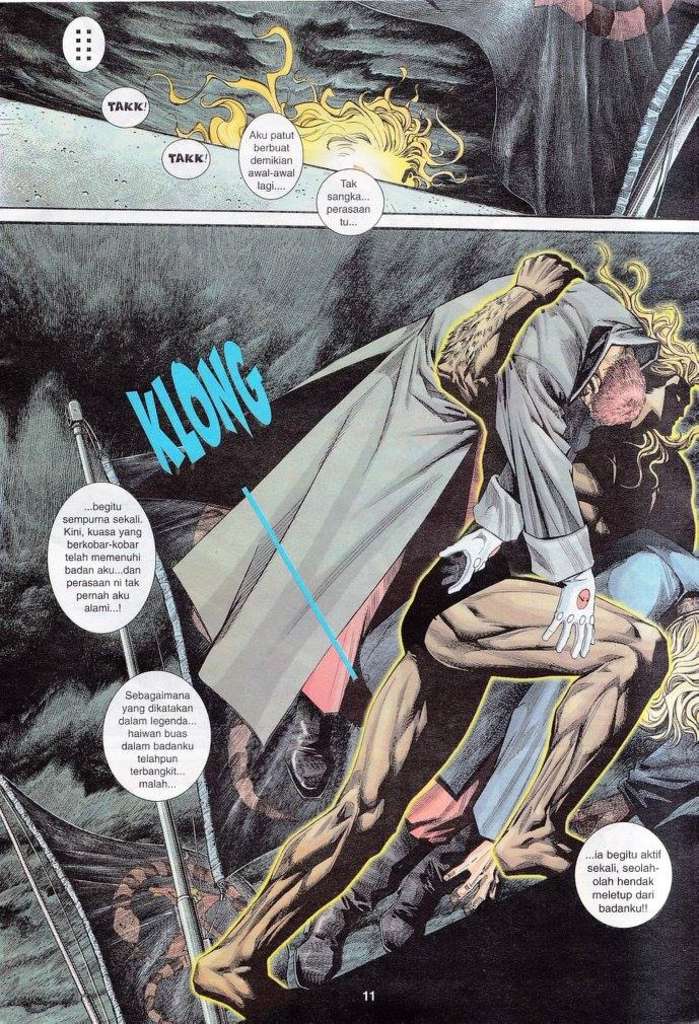 TAKK!
TAKK!
Aku patut
berbuat
demikian
awal-awal
lagi....
Tak
sangka...
perasaan
tu...
KLONG
...begitu
sempurna sekali.
Kini, kuasa yang
berkobar-kobar
telah memenuhi
badan aku...dan
perasaan ni tak
pernah aku
alami...!
Sebagaimana
yang dikatakan
dalam legenda...
haiwan buas
dalam badanku
telahpun
terbangkit...
malah...
...Ia begitu aktif
sekali, seolah-
olah hendak
meletup dari
badanku!!
11